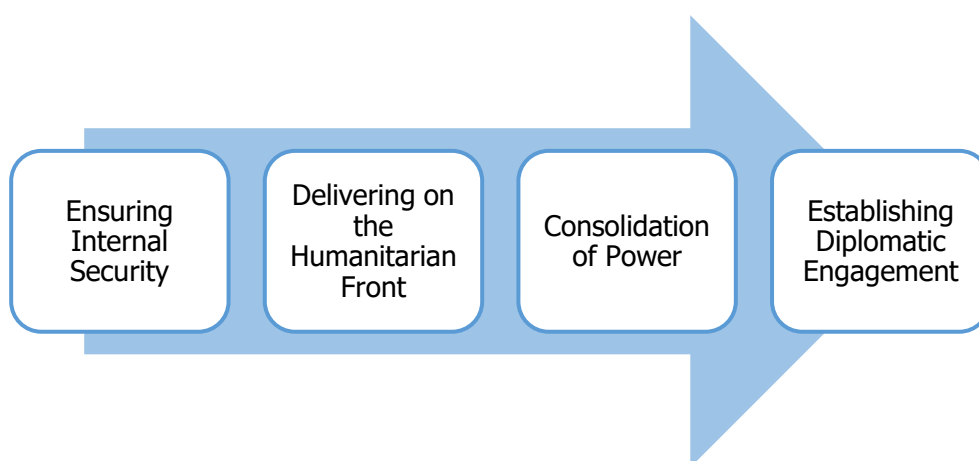 Ensuring
Internal
Security
Delivering on
the
Humanitarian
Front
Consolidation
of Power
Establishing
Diplomatic
Engagement